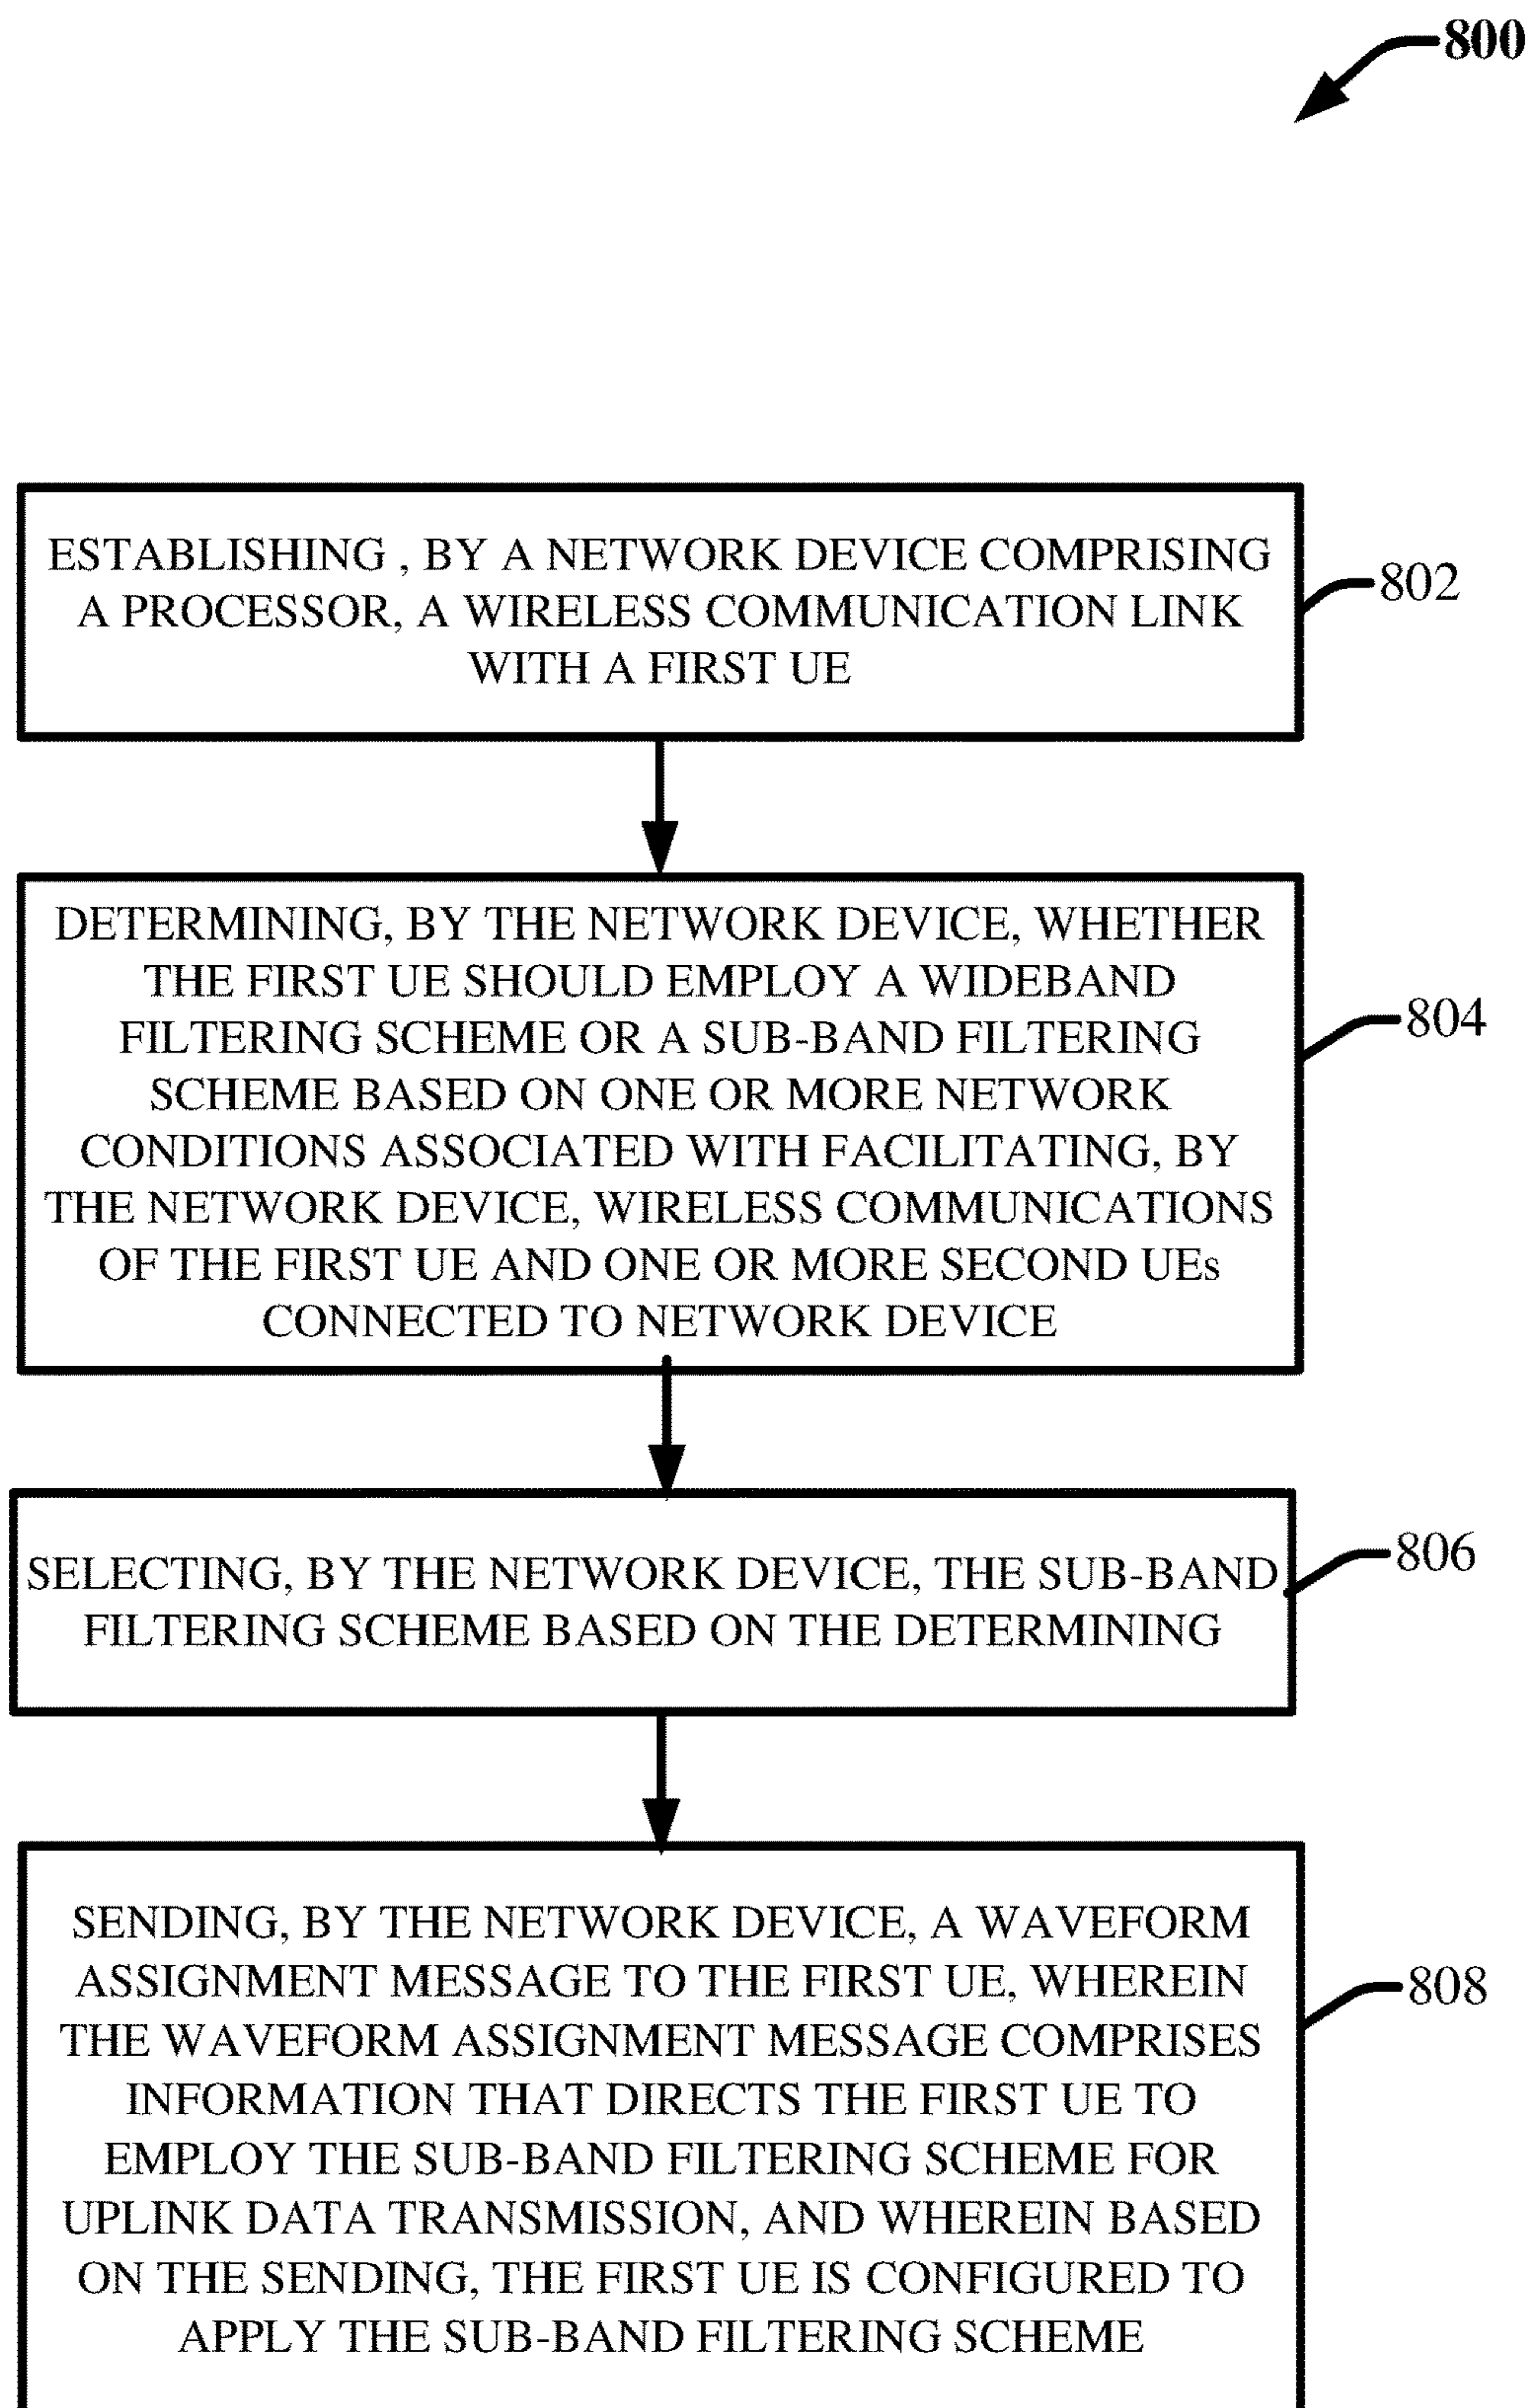 800
ESTABLISHING , BY A NETWORK DEVICE COMPRISING
A PROCESSOR, A WIRELESS COMMUNICATION LINK
WITH A FIRST UE
802
DETERMINING, BY THE NETWORK DEVICE, WHETHER
THE FIRST UE SHOULD EMPLOY A WIDEBAND
FILTERING SCHEME OR A SUB-BAND FILTERING
SCHEME BASED ON ONE OR MORE NETWORK
CONDITIONS ASSOCIATED WITH FACILITATING, BY
THE NETWORK DEVICE, WIRELESS COMMUNICATIONS
OF THE FIRST UE AND ONE OR MORE SECOND UEs
CONNECTED TO NETWORK DEVICE
804
SELECTING, BY THE NETWORK DEVICE, THE SUB-BAND
FILTERING SCHEME BASED ON THE DETERMINING
806
SENDING, BY THE NETWORK DEVICE, A WAVEFORM
ASSIGNMENT MESSAGE TO THE FIRST UE, WHEREIN
THE WAVEFORM ASSIGNMENT MESSAGE COMPRISES
INFORMATION THAT DIRECTS THE FIRST UE TO
EMPLOY THE SUB-BAND FILTERING SCHEME FOR
UPLINK DATA TRANSMISSION, AND WHEREIN BASED
ON THE SENDING, THE FIRST UE IS CONFIGURED TO
APPLY THE SUB-BAND FILTERING SCHEME
808